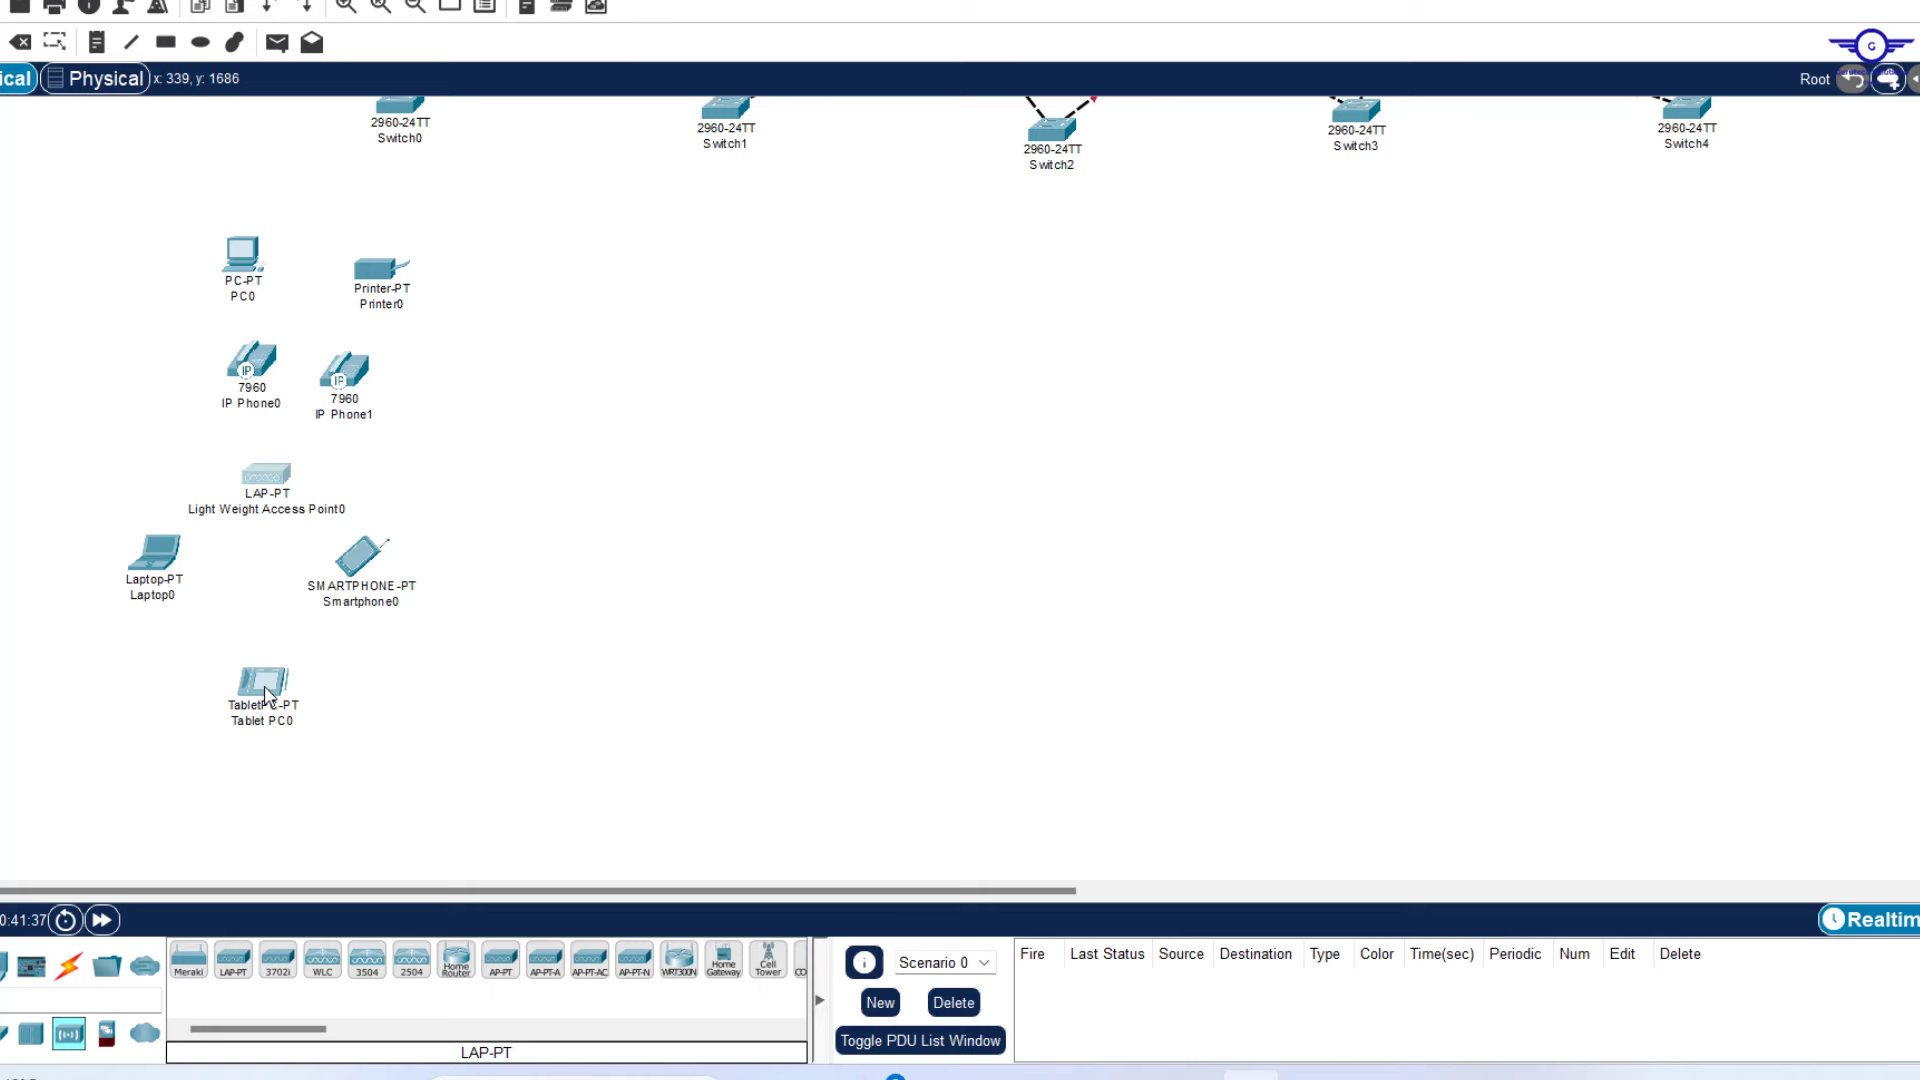 ical
Physical
x: 339, y: 1686
Root
G
2960-24TT
Switch0
2960-24TT
Switch1
2960-24TT
Switch2
2960-24TT
Switch3
2960-24TT
Switch4
PC-PT
PC0
Printer-PT
Printer0
IP
7960
IP Phone0
IP
7960
IP Phone1
LAP-PT
Light Weight Access Point0
Laptop-PT
Laptop0
SMARTPHONE-PT
Smartphone0
TabletPC-PT
Tablet PC0
0:41:37
Realtim
Meraki
LAP-PT
3702i
WLC
3504
2504
Home Router
AP-PT
AP-PT-A
AP-PT-AC
AP-PT-N
WRT300N
Home Gateway
Cell Tower
CO
LAP-PT
Scenario 0
New
Delete
Toggle PDU List Window
Fire Last Status Source Destination Type Color Time(sec) Periodic Num Edit Delete